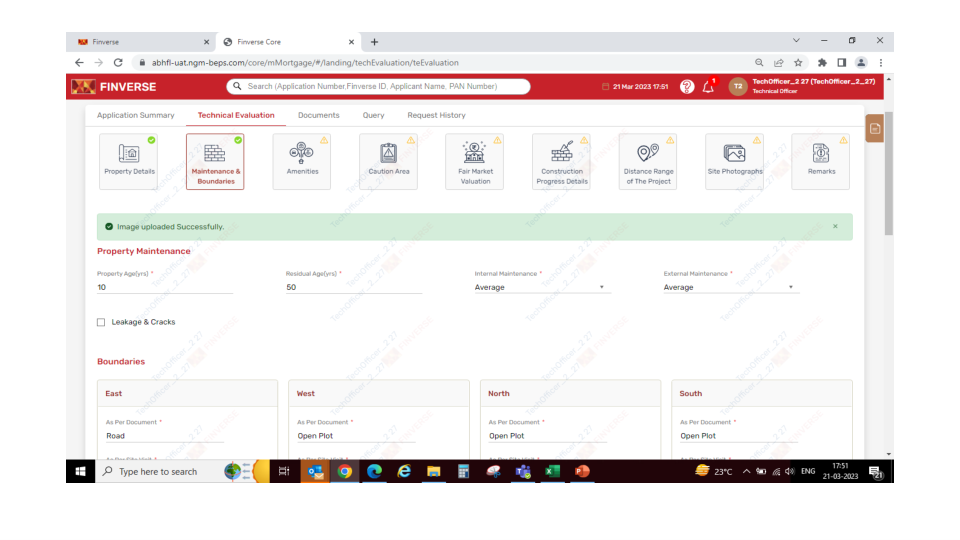 Finverse
Finverse Core
abhfl-uat.ngm-beps.com/core/mMortgage/#/landing/techEvaluation/teEvaluation
FINVERSE
Search (Application Number,Finverse ID, Applicant Name, PAN Number)
21 Mar 2023 17:51
1
T2
TechOfficer_2 27 (TechOfficer_2_27)
Technical Officer
Application Summary
Technical Evaluation
Documents
Query
Request History
Property Details
Maintenance &
Boundaries
Amenities
Caution Area
Fair Market
Valuation
Construction
Progress Details
Distance Range
of The Project
Site Photographs
Remarks
Image uploaded Successfully.
Property Maintenance
Property Age(yrs) *
Residual Age(yrs) *
Internal Maintenance *
External Maintenance *
10
50
Average
Average
Leakage & Cracks
Boundaries
East
West
North
South
As Per Document *
As Per Document *
As Per Document *
As Per Document *
Road
Open Plot
Open Plot
Open Plot
Type here to search
23°C
ENG
17:51
21-03-2023
21